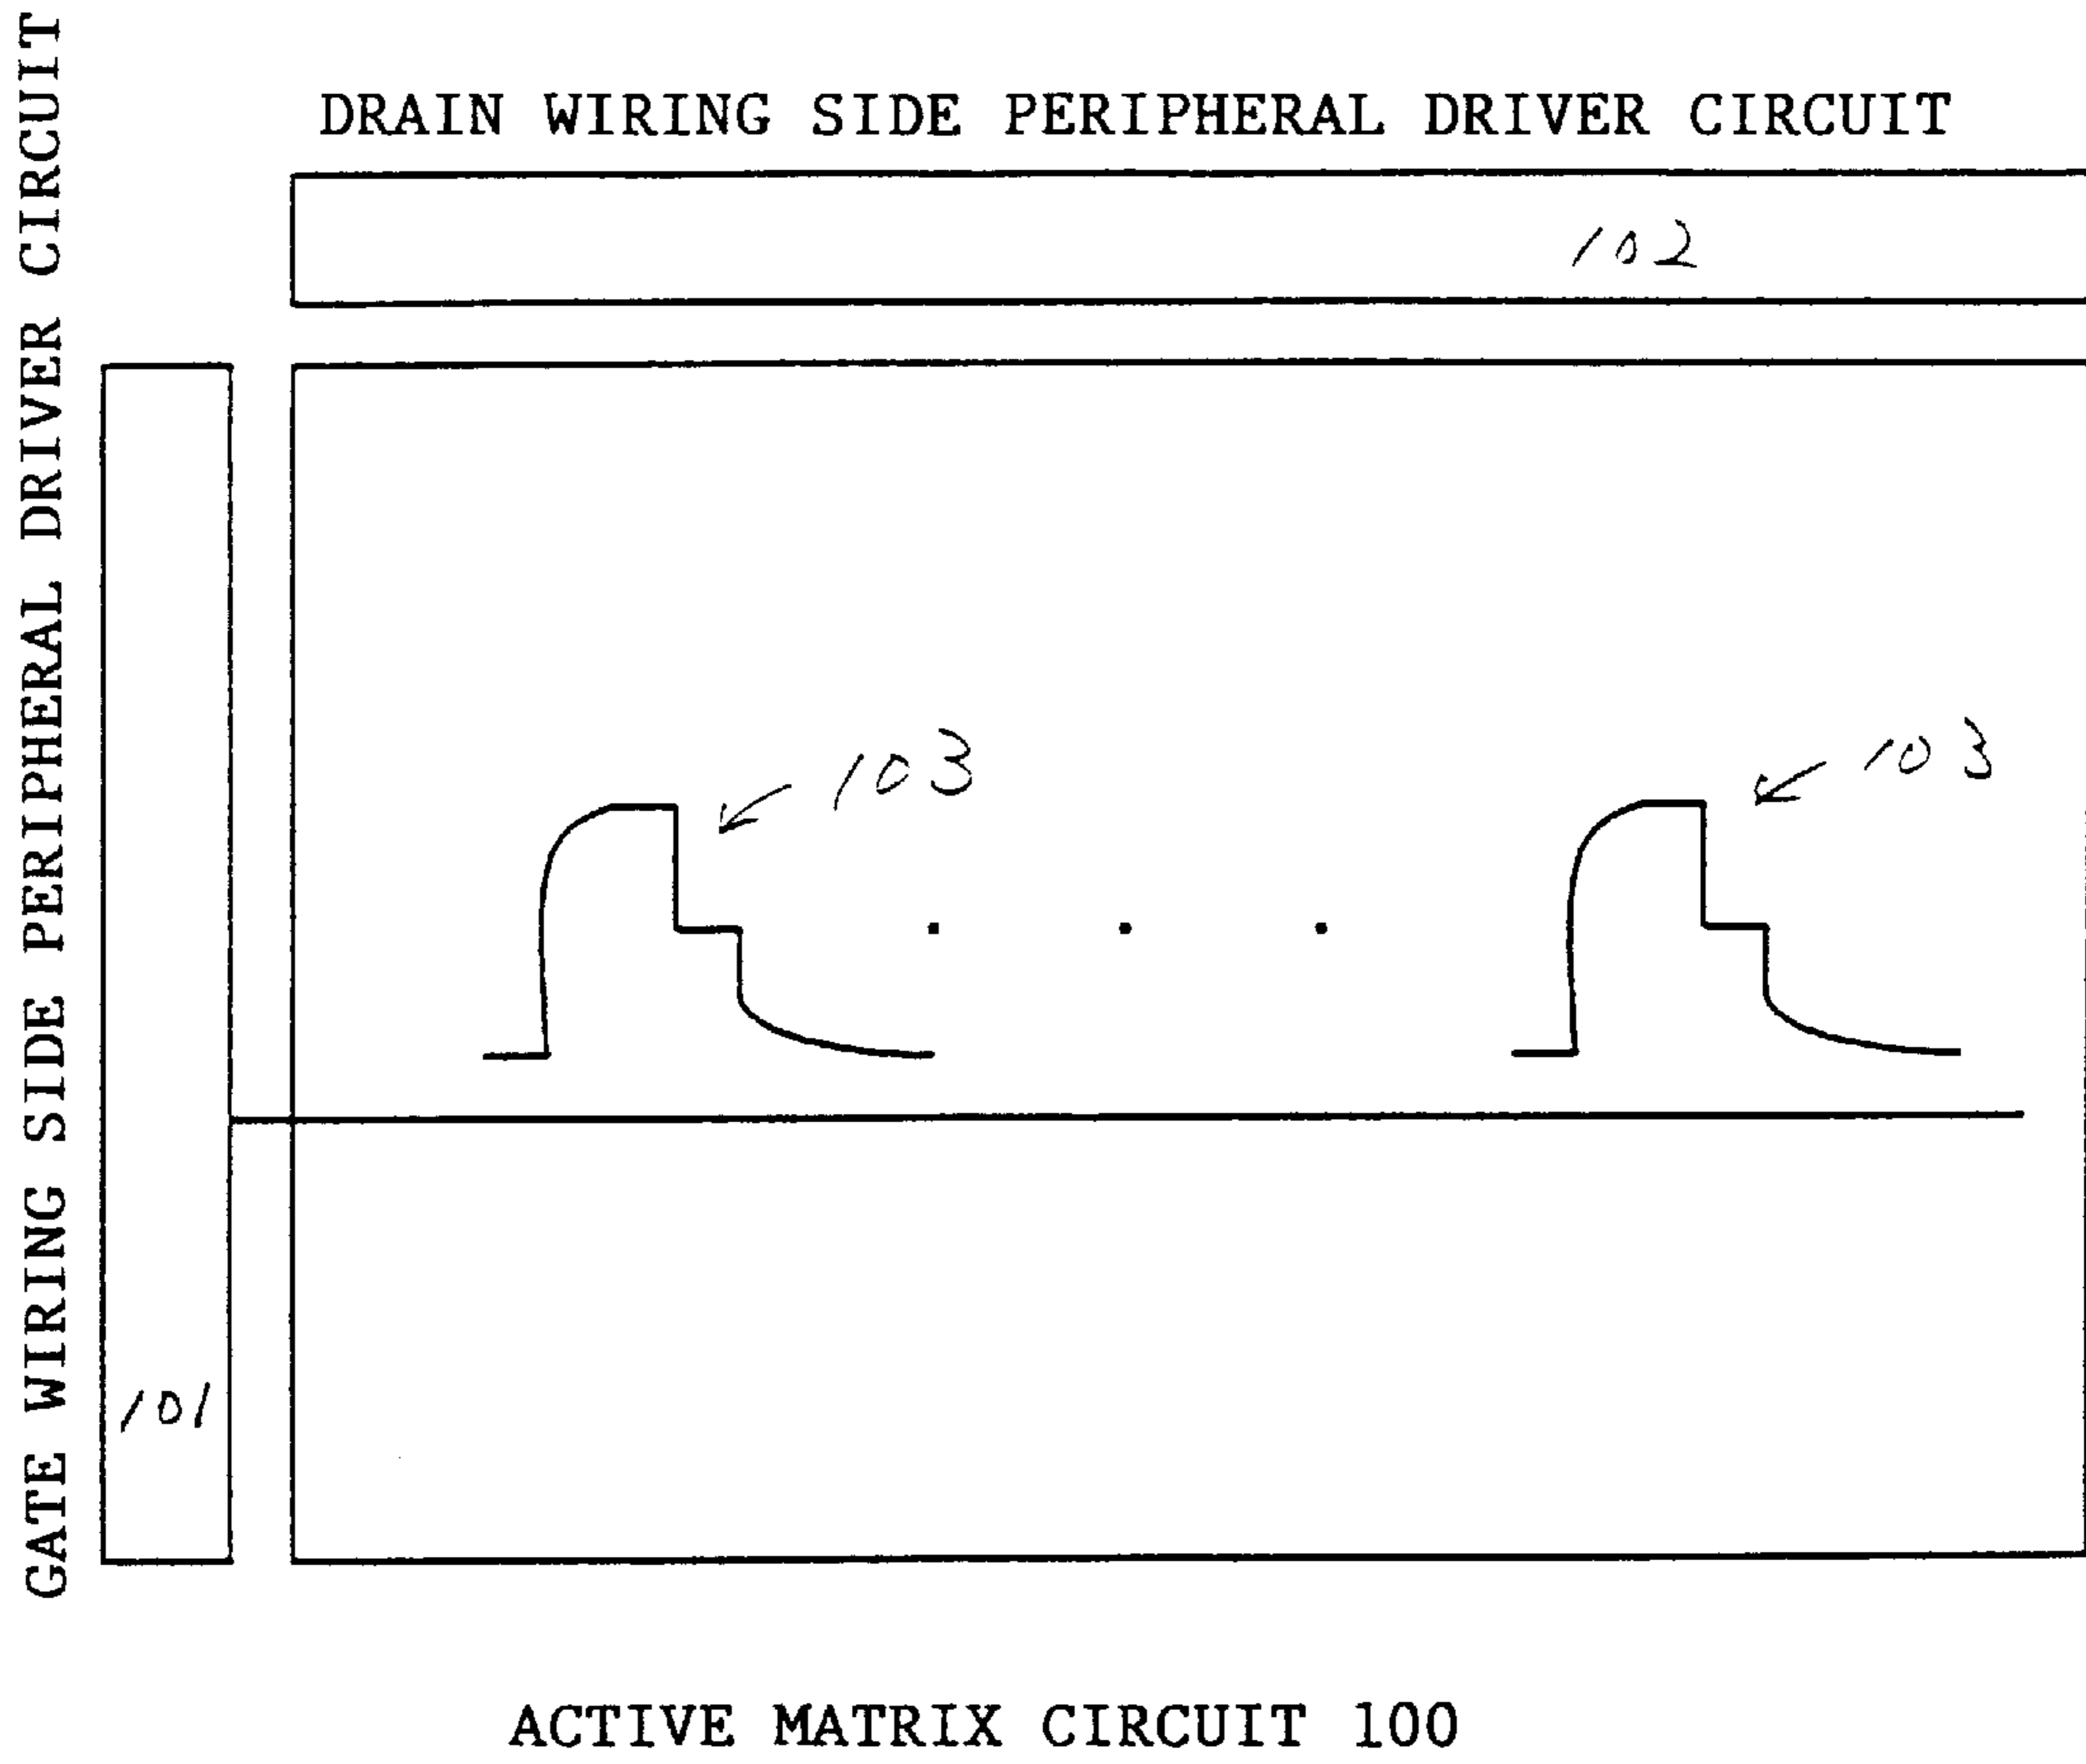 GATE WIRING SIDE PERIPHERAL DRIVER CIRCUIT
DRAIN WIRING SIDE PERIPHERAL DRIVER CIRCUIT
102
103
103
101
ACTIVE MATRIX CIRCUIT 100